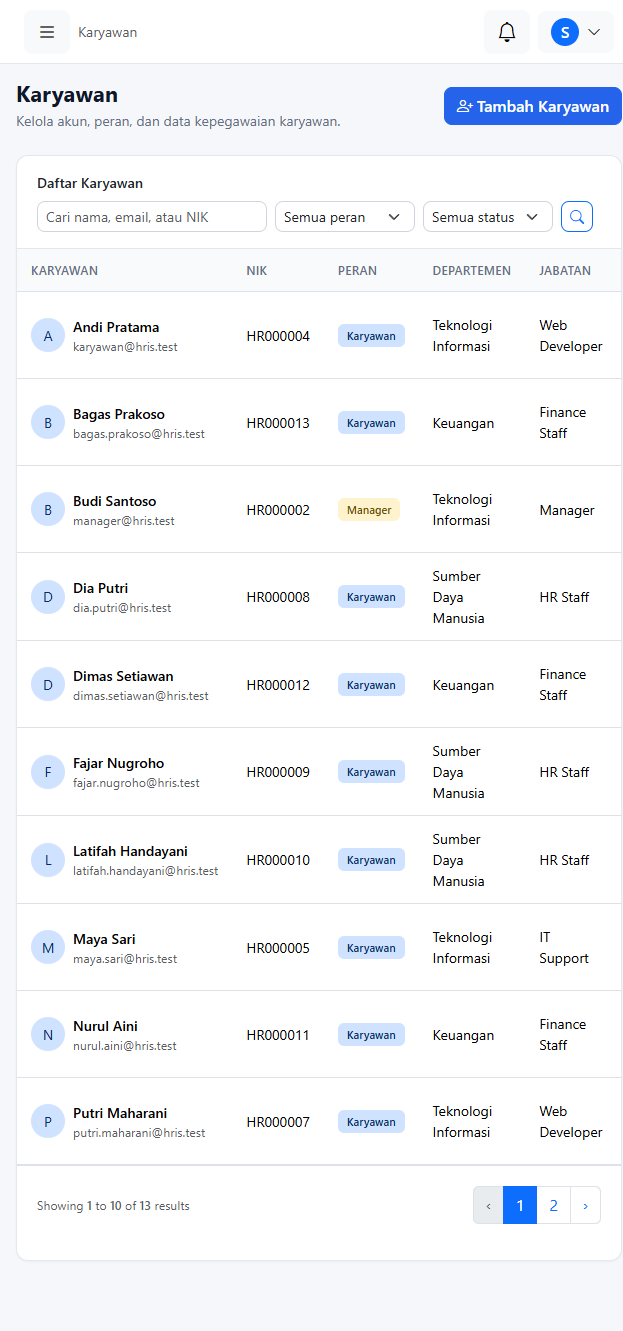 Karyawan
S
Karyawan
Kelola akun, peran, dan data kepegawaian karyawan.
Tambah Karyawan
Daftar Karyawan
Cari nama, email, atau NIK
Semua peran
Semua status
KARYAWAN NIK PERAN DEPARTEMEN JABATAN
A
Andi Pratama
karyawan@hris.test
HR000004
Karyawan
Teknologi
Informasi
Web
Developer
B
Bagas Prakoso
bagas.prakoso@hris.test
HR000013
Karyawan
Keuangan
Finance
Staff
B
Budi Santoso
manager@hris.test
HR000002
Manager
Teknologi
Informasi
Manager
D
Dia Putri
dia.putri@hris.test
HR000008
Karyawan
Sumber
Daya
Manusia
HR Staff
D
Dimas Setiawan
dimas.setiawan@hris.test
HR000012
Karyawan
Keuangan
Finance
Staff
F
Fajar Nugroho
fajar.nugroho@hris.test
HR000009
Karyawan
Sumber
Daya
Manusia
HR Staff
L
Latifah Handayani
latifah.handayani@hris.test
HR000010
Karyawan
Sumber
Daya
Manusia
HR Staff
M
Maya Sari
maya.sari@hris.test
HR000005
Karyawan
Teknologi
Informasi
IT
Support
N
Nurul Aini
nurul.aini@hris.test
HR000011
Karyawan
Keuangan
Finance
Staff
P
Putri Maharani
putri.maharani@hris.test
HR000007
Karyawan
Teknologi
Informasi
Web
Developer
Showing 1 to 10 of 13 results
‹ 1 2 ›